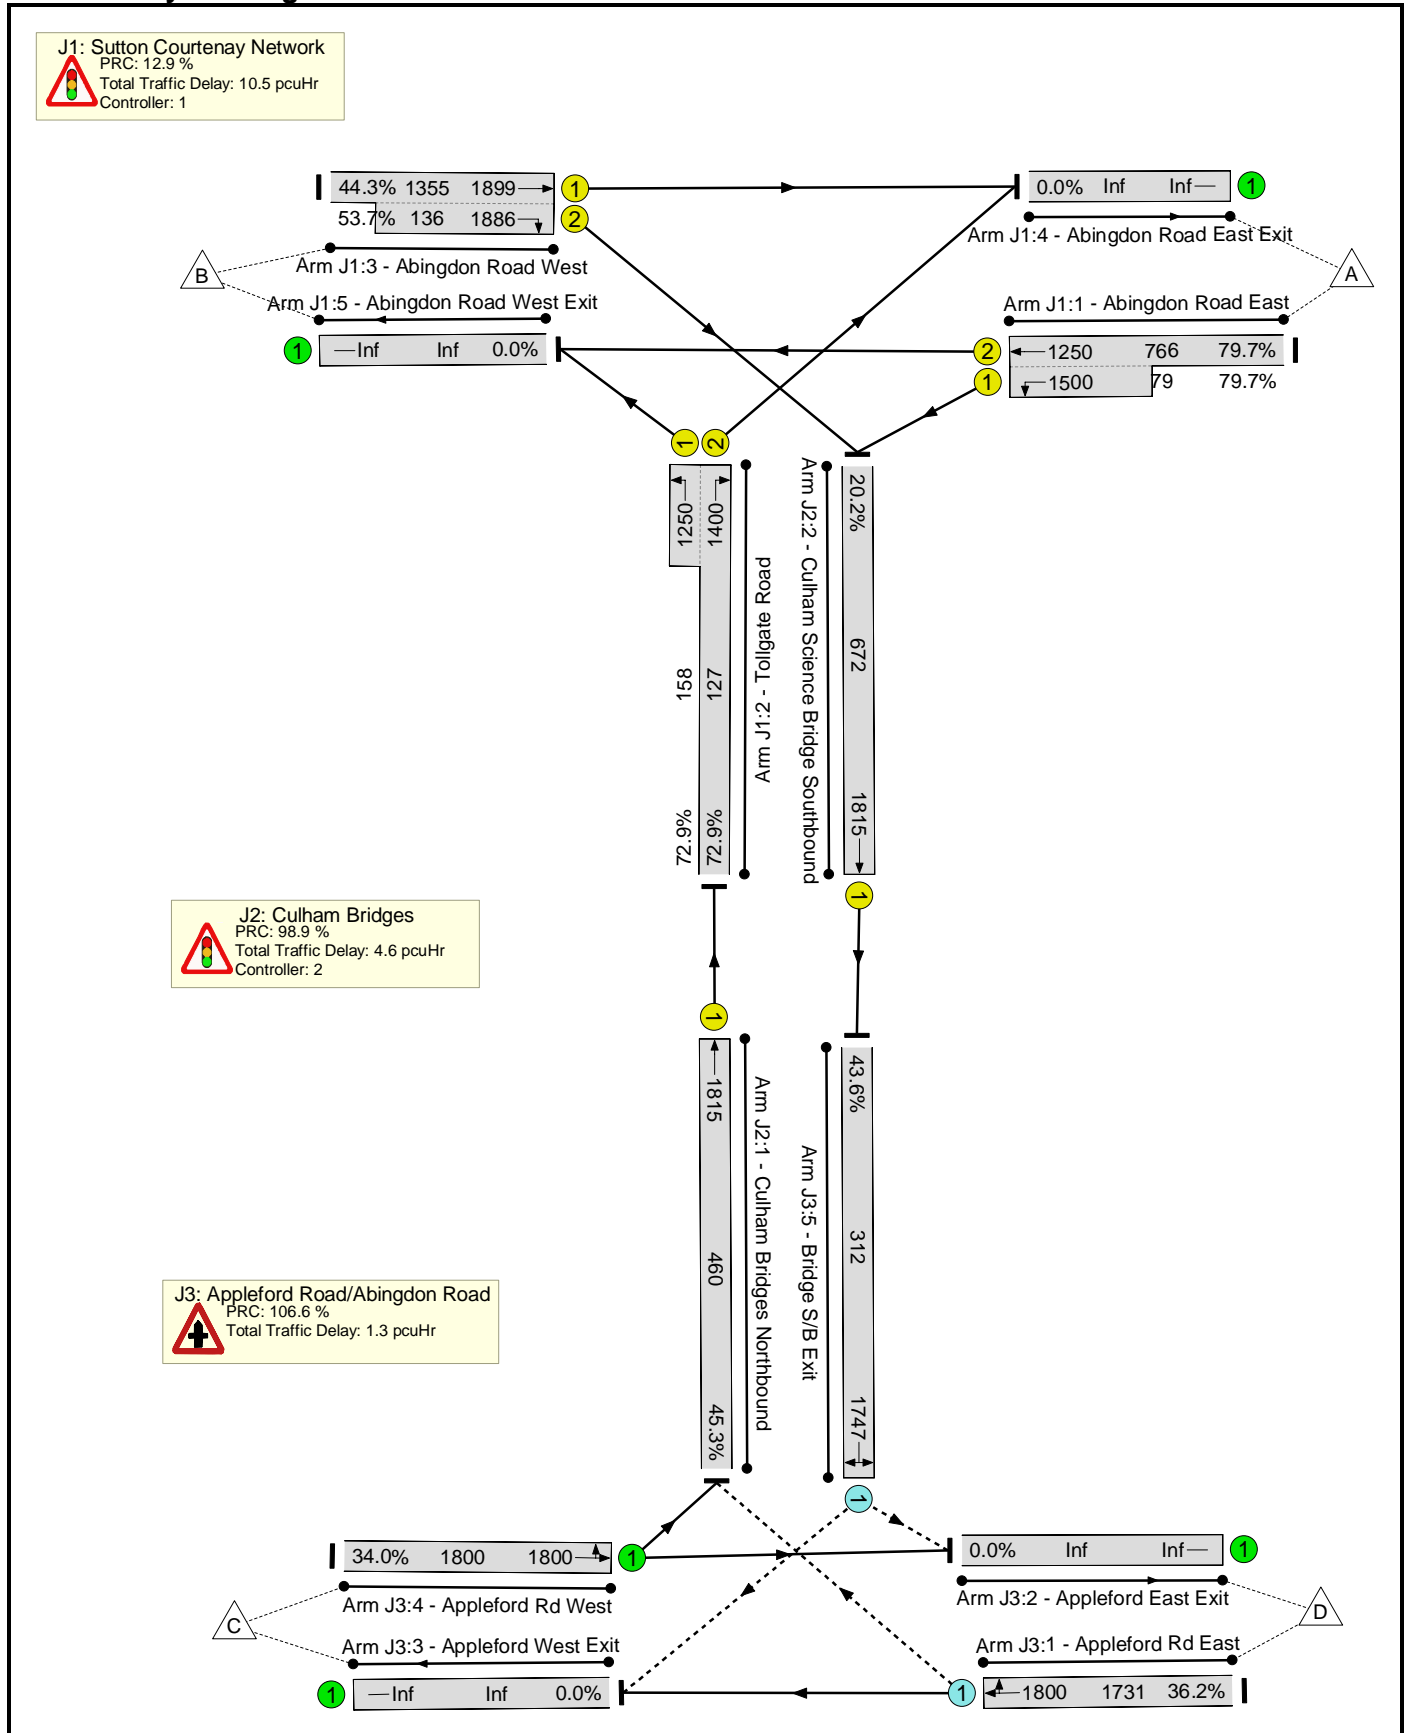 J1: Sutton Courtenay Network
PRC: 12.9 %
Total Traffic Delay: 10.5 pcuHr
Controller: 1
44.3% 1355 1899
1
53.7% 136 1886
2
Arm J1:3 - Abingdon Road West
B
Arm J1:5 - Abingdon Road West Exit
1
Inf Inf 0.0%
0.0% Inf Inf
1
Arm J1:4 - Abingdon Road East Exit
A
Arm J1:1 - Abingdon Road East
2
1250 766 79.7%
1
1500 79 79.7%
1
2
1250 158 72.9%
1400 127 72.9%
Arm J1:2 - Tollgate Road
Arm J2:2 - Culham Science Bridge Southbound
20.2% 672 1815
1
J2: Culham Bridges
PRC: 98.9 %
Total Traffic Delay: 4.6 pcuHr
Controller: 2
1
1815 460 45.3%
Arm J2:1 - Culham Bridges Northbound
Arm J3:5 - Bridge S/B Exit
43.6% 312 1747
1
J3: Appleford Road/Abingdon Road
PRC: 106.6 %
Total Traffic Delay: 1.3 pcuHr
34.0% 1800 1800
1
Arm J3:4 - Appleford Rd West
C
Arm J3:3 - Appleford West Exit
1
Inf Inf 0.0%
0.0% Inf Inf
1
Arm J3:2 - Appleford East Exit
D
Arm J3:1 - Appleford Rd East
1
1800 1731 36.2%